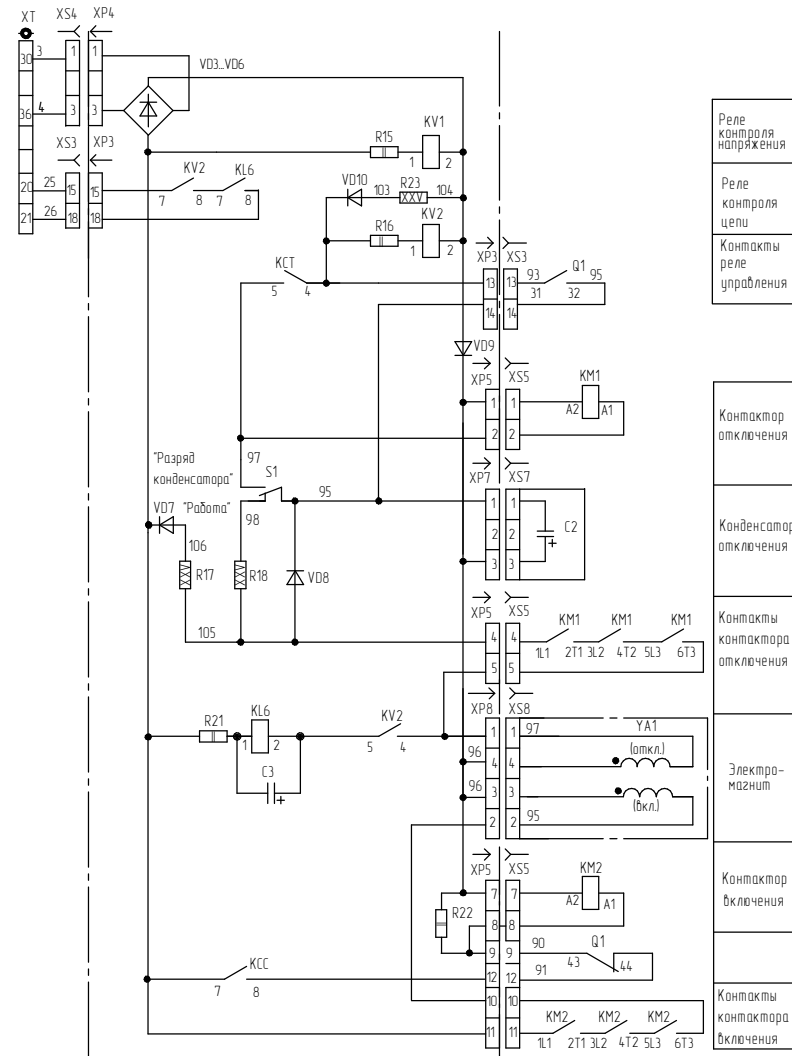 XT
XS4
XP4
30
3
1
1
VD3...VD6
36
4
3
3
XS3
XP3
20
25
15
15
KV2
KL6
7
8
7
8
21
26
18
18
R15
KV1
1
2
VD10
103
R23
104
R16
KV2
1
2
KCT
5
4
XP3
XS3
13
13
93
Q1
95
31
32
14
14
VD9
XP5
XS5
1
1
KM1
A2
A1
2
2
97
"Разряд
конденсатора"
S1
95
VD7
"Работа"
98
106
R17
R18
VD8
105
XP7
XS7
1
1
2
2
3
3
C2
+
XP5
XS5
4
4
KM1
KM1
KM1
1L1
2T1
3L2
4T2
5L3
6T3
5
5
R21
KL6
1
2
C3
+
KV2
5
4
XP8
XS8
1
1
97
YA1
96
4
4
(откл.)
96
3
3
(вкл.)
2
2
95
XP5
XS5
7
7
KM2
A2
A1
R22
8
8
9
9
90
Q1
43
44
12
12
91
KCC
7
8
10
10
11
11
KM2
KM2
KM2
1L1
2T1
3L2
4T2
5L3
6T3
Реле
контроля
напряжения
Реле
контроля
цепи
Контакты
реле
управления
Контактор
отключения
Конденсатор
отключения
Контакты
контактора
отключения
Электро-
магнит
Контактор
включения
Контакты
контактора
включения